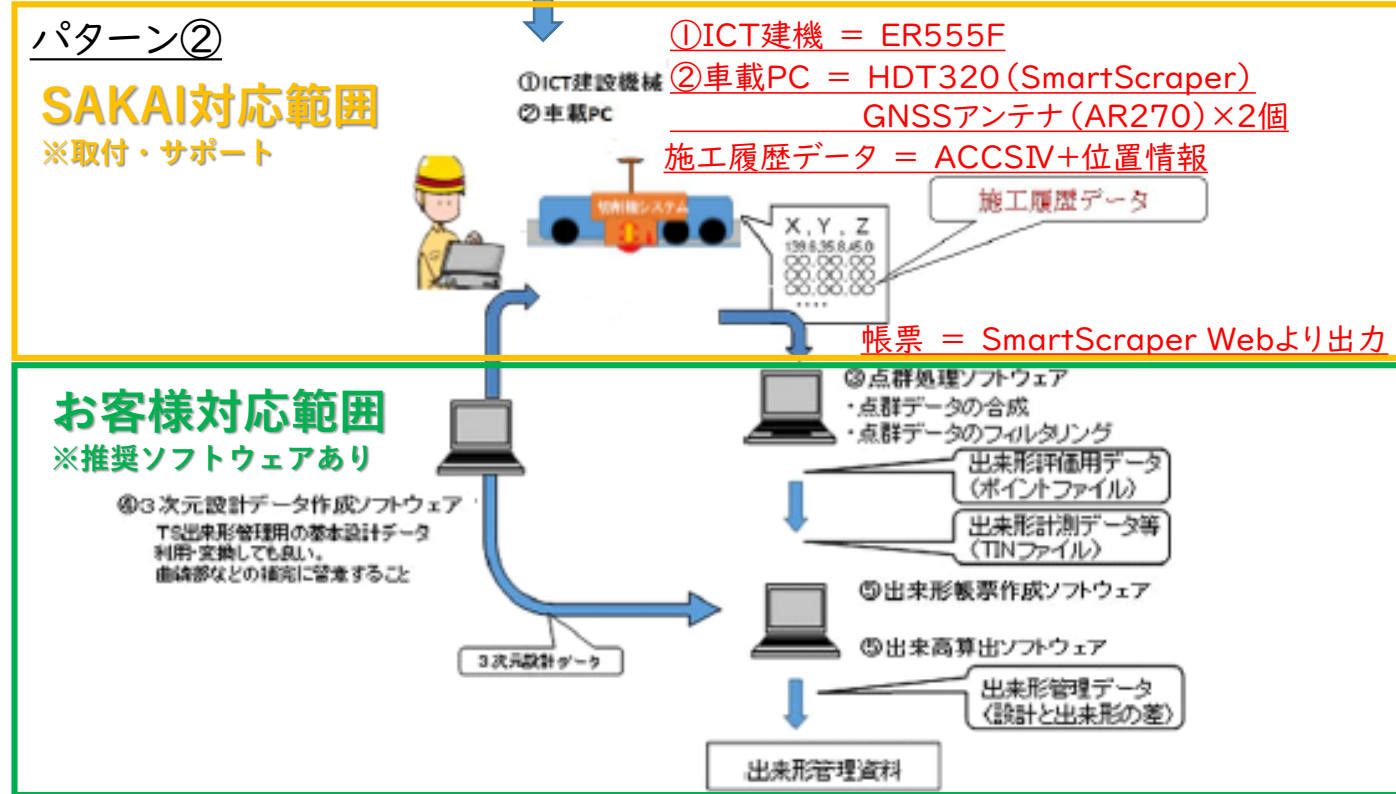 パターン②
SAKAI対応範囲
※取付・サポート
①ICT建設機械
②車載PC
①ICT建機 = ER555F
②車載PC = HDT320(SmartScraper)
GNSSアンテナ(AR270)×2個
施工履歴データ = ACCSⅣ+位置情報
切削機システム
施工履歴データ
X, Y, Z
139.6.35.8.45.0
○○.○○.○○
○○.○○.○○
○○.○○.○○
‥‥
帳票 = SmartScraper Webより出力
お客様対応範囲
※推奨ソフトウェアあり
③点群処理ソフトウェア
・点群データの合成
・点群データのフィルタリング
出来形評価用データ
(ポイントファイル)
出来形計測データ等
(TINファイル)
④3次元設計データ作成ソフトウェア
TS出来形管理用の基本設計データ
利用・変換しても良い。
曲線部などの補完に留意すること
3次元設計データ
⑤出来形帳票作成ソフトウェア
⑤出来高算出ソフトウェア
出来形管理データ
(設計と出来形の差)
出来形管理資料